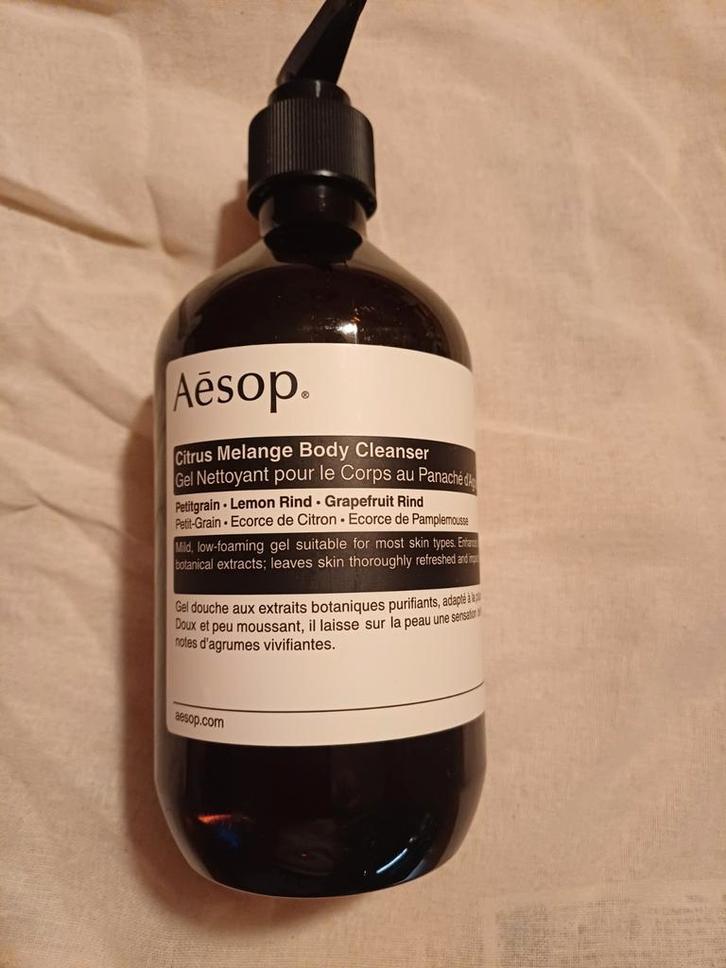 Aēsop®
Citrus Melange Body Cleanser
Gel Nettoyant pour le Corps au Panaché
Petitgrain • Lemon Rind • Grapefruit Rind
Petit-Grain • Ecorce de Citron • Ecorce de Pamplemousse
Mild, low-foaming gel suitable for most skin types.
botanical extracts; leaves skin thoroughly refreshed and
Gel douche aux extraits botaniques purifiants, adapté à la
Doux et peu moussant, il laisse sur la peau une sensation
notes d'agrumes vivifiantes.
aesop.com